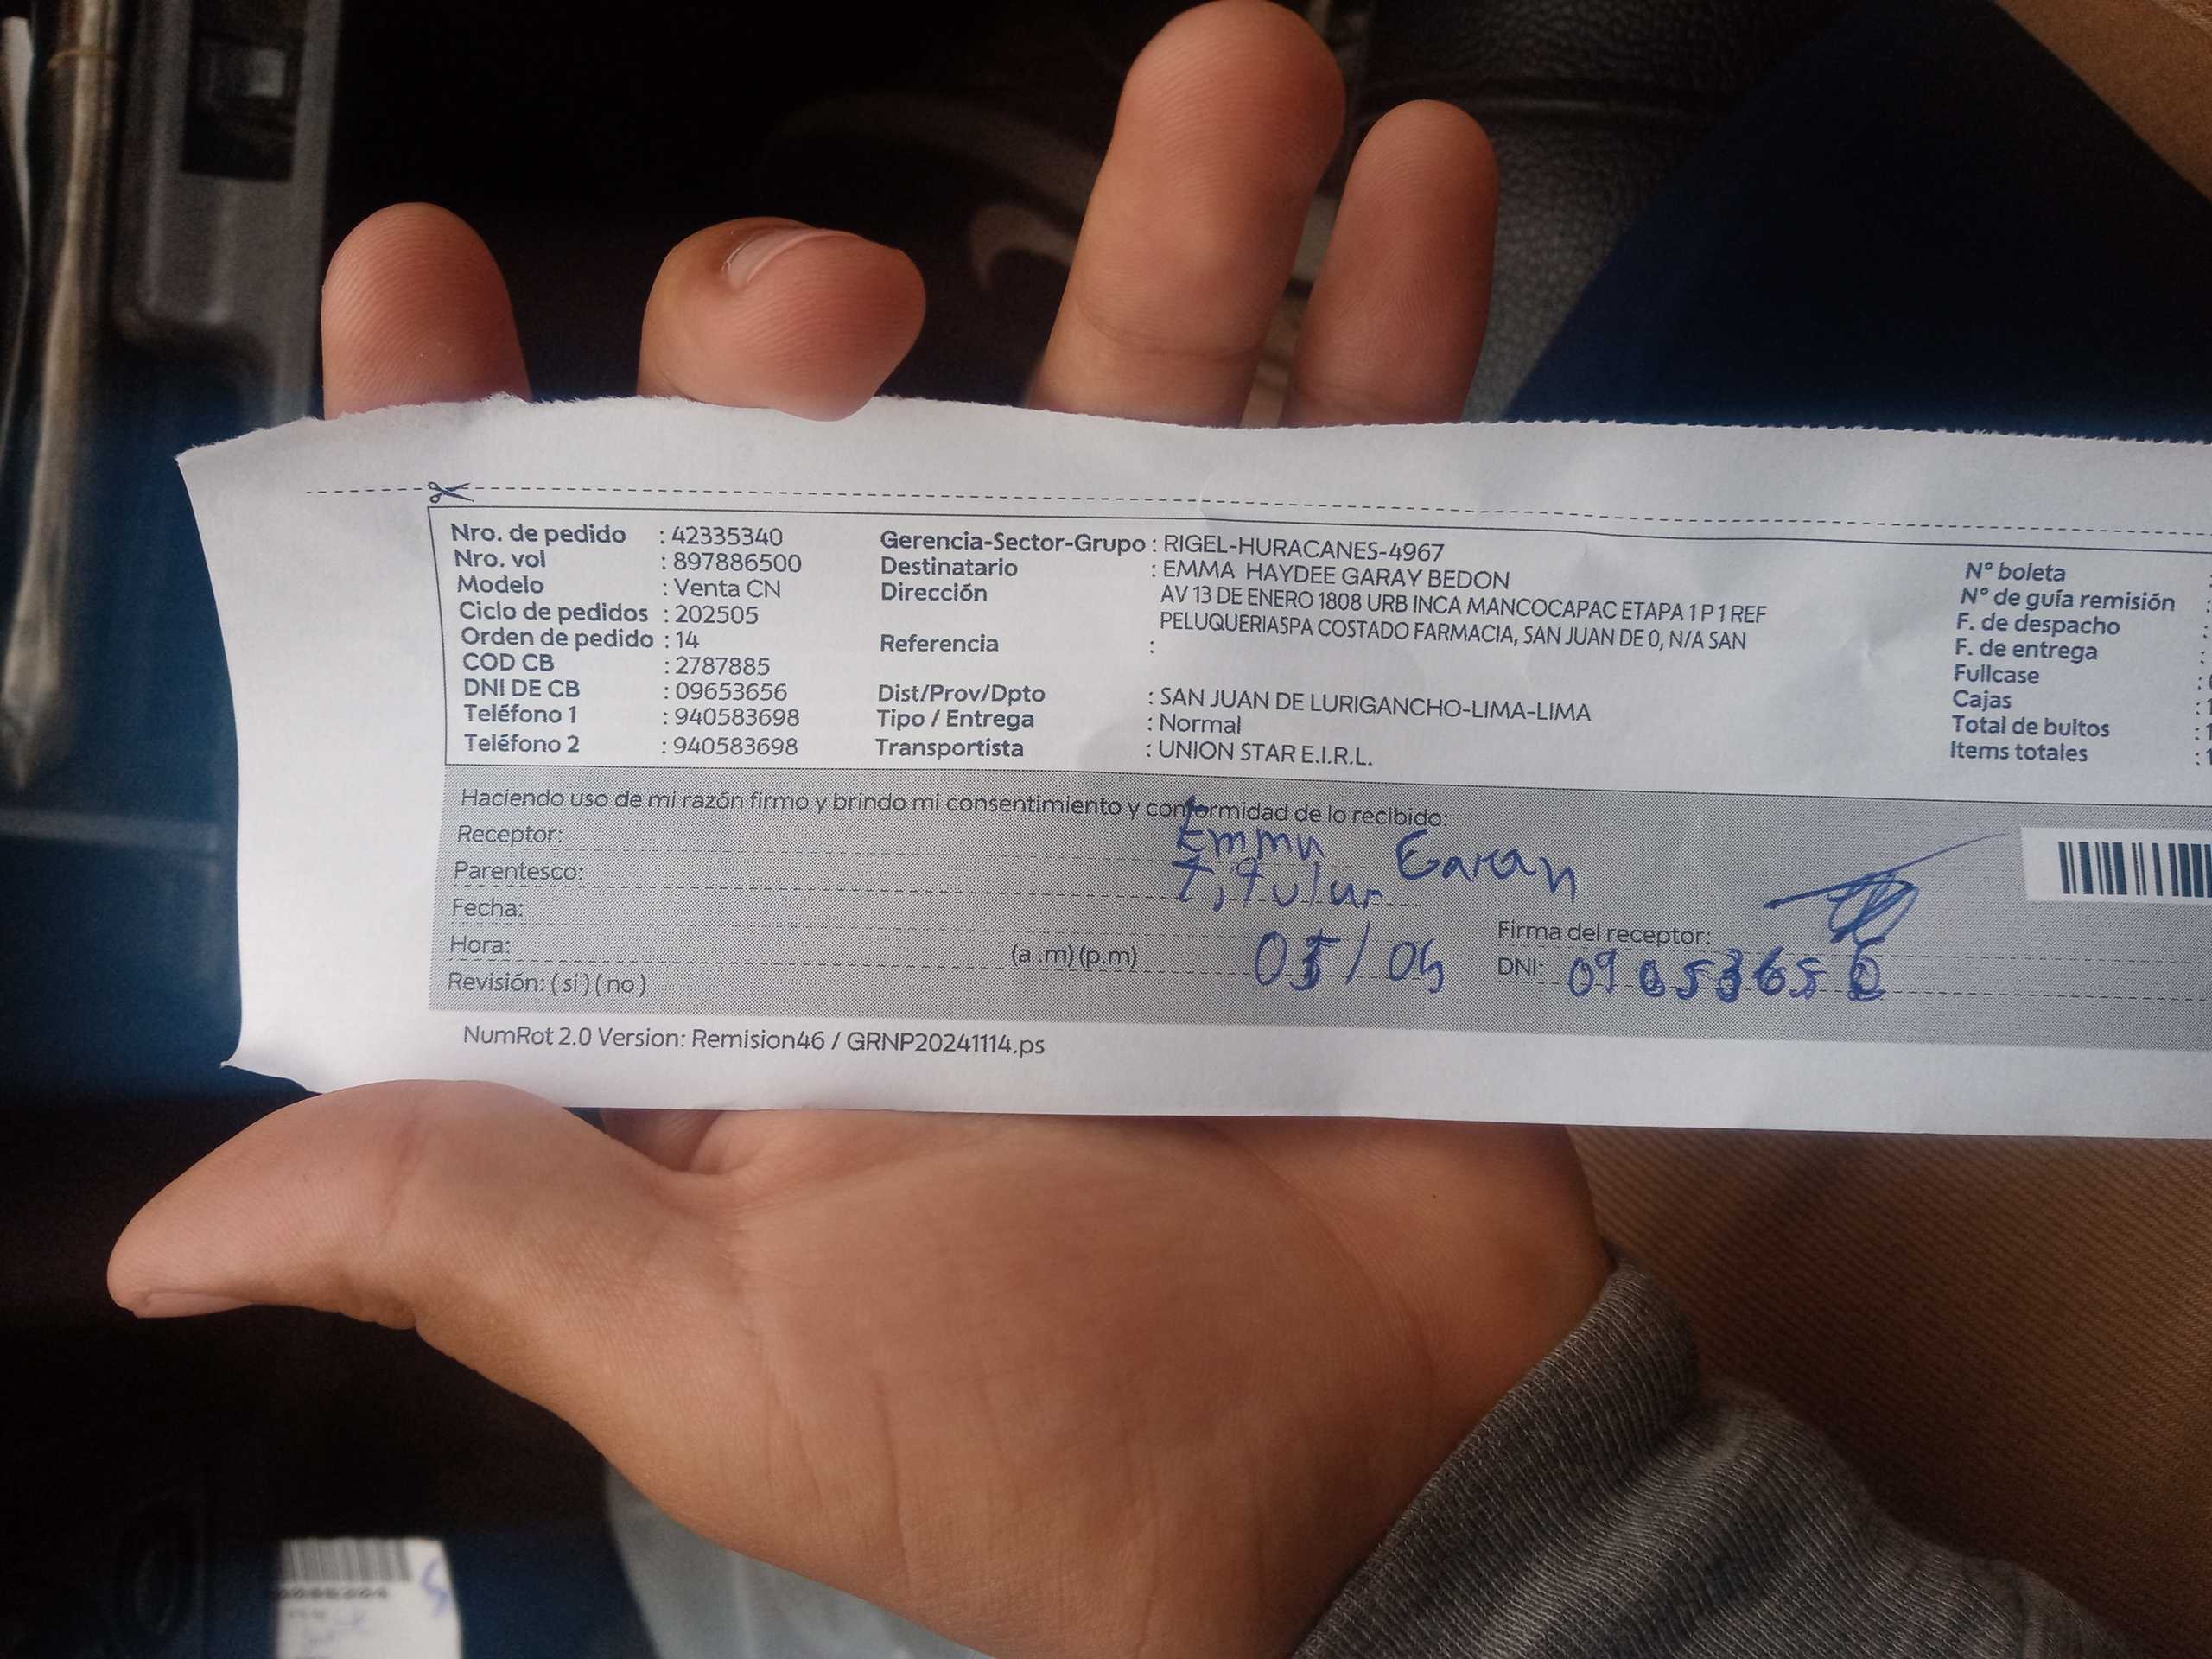 Nro. de pedido : 42335340
Nro. vol : 897886500
Modelo : Venta CN
Ciclo de pedidos : 202505
Orden de pedido : 14
COD CB : 2787885
DNI DE CB : 09653656
Teléfono 1 : 940583698
Teléfono 2 : 940583698
Gerencia-Sector-Grupo : RIGEL-HURACANES-4967
Destinatario : EMMA HAYDEE GARAY BEDON
Dirección AV 13 DE ENERO 1808 URB INCA MANCOCAPAC ETAPA 1 P 1 REF
PELUQUERIASPA COSTADO FARMACIA, SAN JUAN DE 0, N/A SAN
Referencia :
Dist/Prov/Dpto : SAN JUAN DE LURIGANCHO-LIMA-LIMA
Tipo / Entrega : Normal
Transportista : UNION STAR E.I.R.L.
N° boleta :
N° de guía remisión :
F. de despacho :
F. de entrega :
Fullcase :
Cajas : 1
Total de bultos : 1
Items totales : 1
Haciendo uso de mi razón firmo y brindo mi consentimiento y conformidad de lo recibido:
Receptor: Emma Garay
Parentesco: Titular
Fecha:
Hora: (a .m) (p.m)
Revisión: (si) (no)
Firma del receptor:
DNI:
NumRot 2.0 Version: Remision46 / GRNP20241114.ps